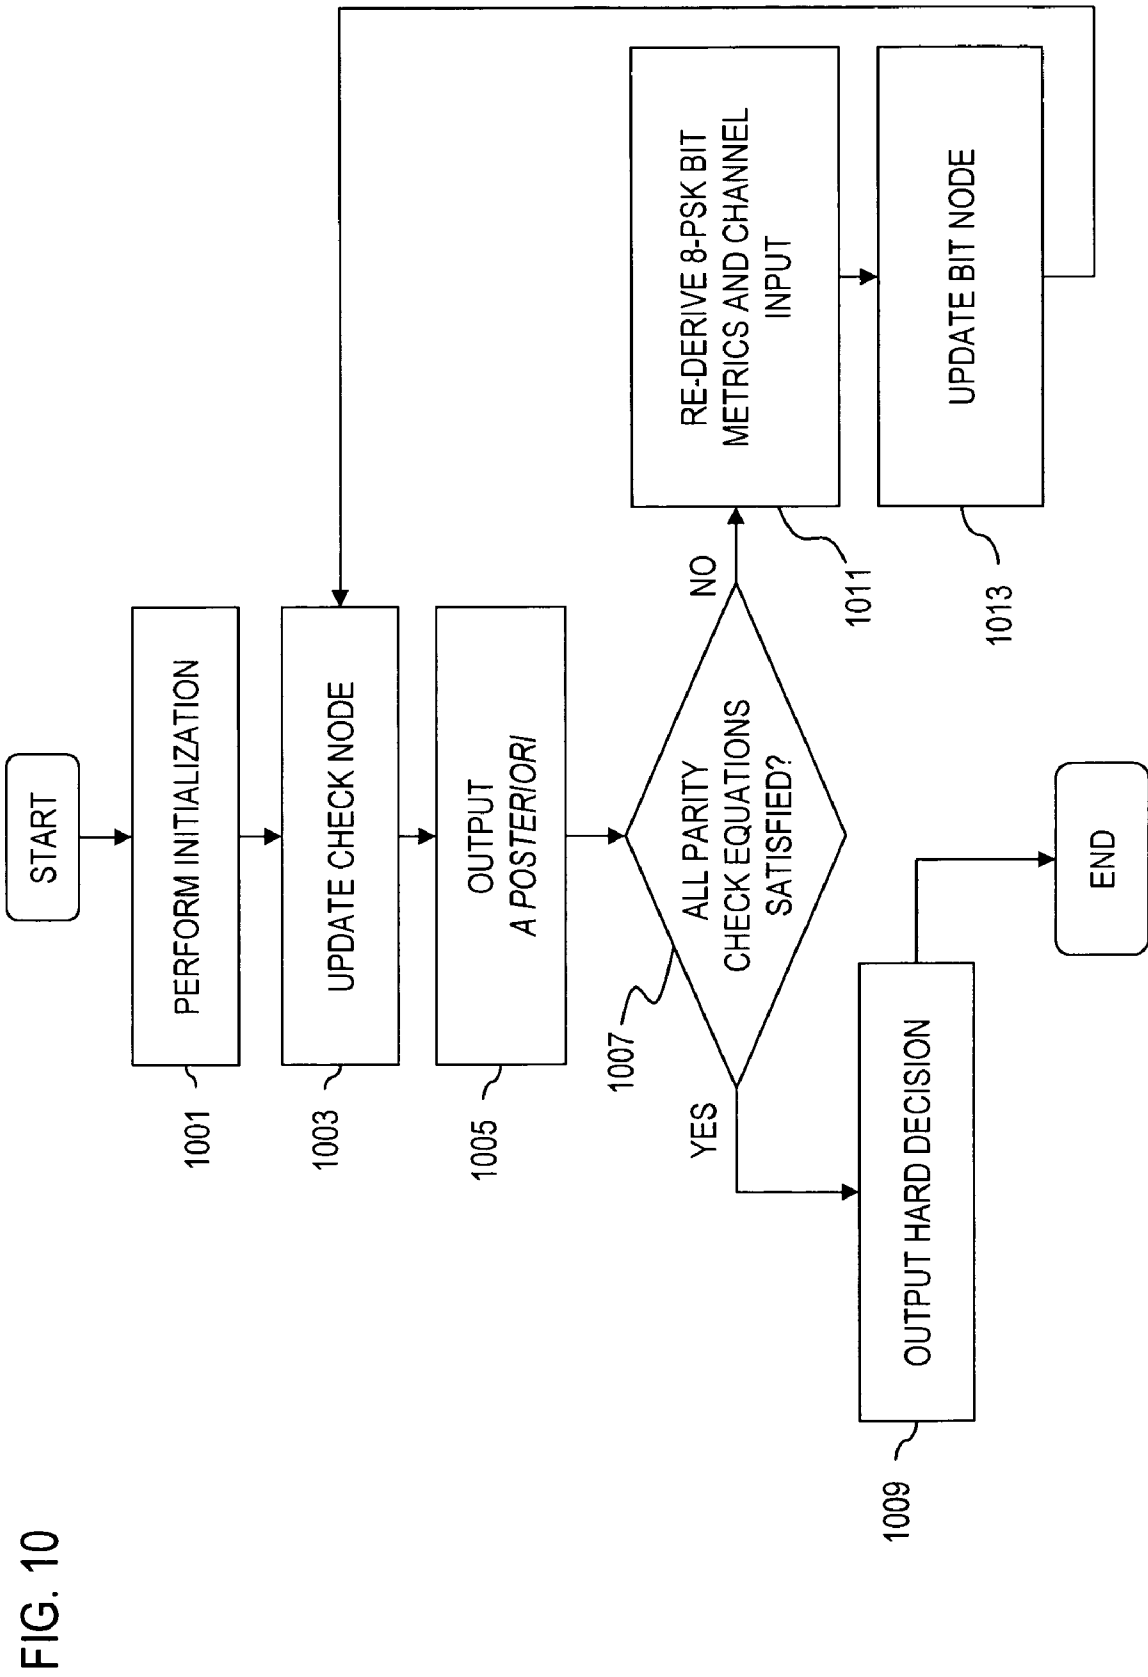 FIG. 10
START
PERFORM INITIALIZATION
1001
UPDATE CHECK NODE
1003
OUTPUT
A POSTERIORI
1005
ALL PARITY
CHECK EQUATIONS
SATISFIED?
1007
YES
NO
RE-DERIVE 8-PSK BIT
METRICS AND CHANNEL
INPUT
1011
UPDATE BIT NODE
1013
OUTPUT HARD DECISION
1009
END